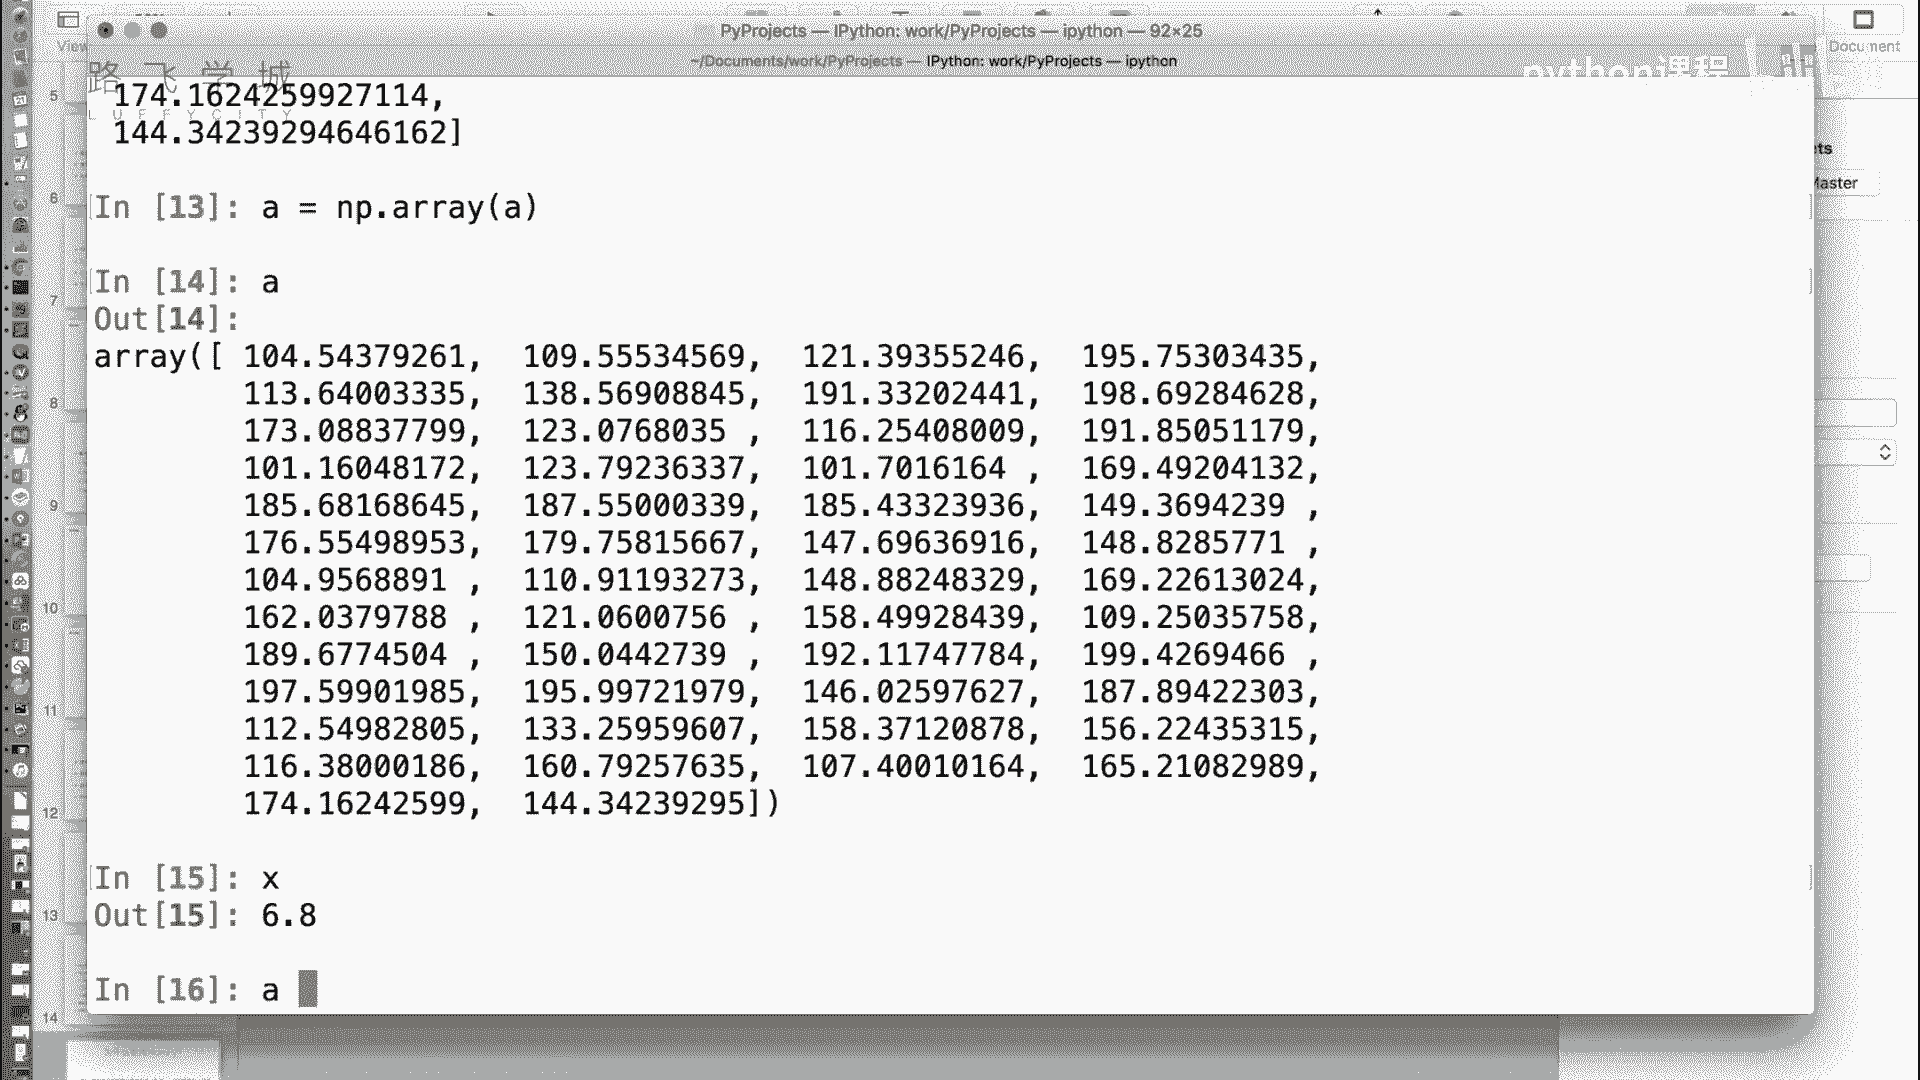 PyProjects — IPython: work/PyProjects — ipython — 92×25
View
Document
~/Documents/work/PyProjects — IPython: work/PyProjects — ipython
路飞学城
LUFFYCITY
python课程
174.1624259927114,
144.34239294646162]
In [13]: a = np.array(a)
In [14]: a
Out[14]:
array([ 104.54379261, 109.55534569, 121.39355246, 195.75303435,
113.64003335, 138.56908845, 191.33202441, 198.69284628,
173.08837799, 123.0768035 , 116.25408009, 191.85051179,
101.16048172, 123.79236337, 101.7016164 , 169.49204132,
185.68168645, 187.55000339, 185.43323936, 149.3694239 ,
176.55498953, 179.75815667, 147.69636916, 148.8285771 ,
104.9568891 , 110.91193273, 148.88248329, 169.22613024,
162.0379788 , 121.0600756 , 158.49928439, 109.25035758,
189.6774504 , 150.0442739 , 192.11747784, 199.4269466 ,
197.59901985, 195.99721979, 146.02597627, 187.89422303,
112.54982805, 133.25959607, 158.37120878, 156.22435315,
116.38000186, 160.79257635, 107.40010164, 165.21082989,
174.16242599, 144.34239295])
In [15]: x
Out[15]: 6.8
In [16]: a
5
6
7
8
9
10
11
12
13
14